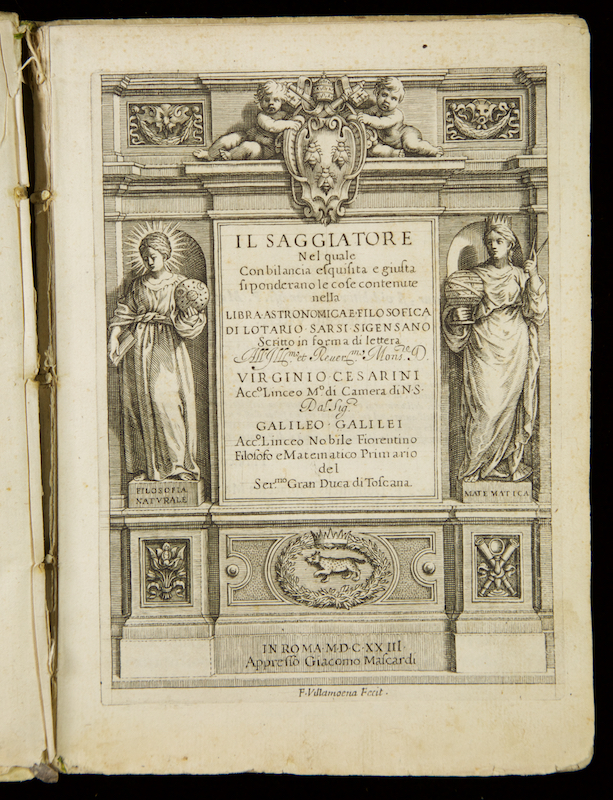 IL SAGGIATORE
Nel quale
Con bilancia esquisita e giusta
si ponderano le cose contenute
nella
LIBRA ASTRONOMICA E FILOSOFICA
DI LOTARIO SARSI SIGENSANO
Scritto in forma di lettera
All' Ill.mo et Reuer.mo Mons.re D.
VIRGINIO CESARINI
Acc.o Linceo M.o di Camera di N.S.
Dal Sig.r
GALILEO GALILEI
Acc.o Linceo Nobile Fiorentino
Filosofo e Matematico Primario
del
Ser.mo Gran Duca di Toscana.
FILOSOFIA
NATVRALE
MATEMATICA
IN ROMA M.D.C.XXIII.
Appresso Giacomo Mascardi
F. Villamoena Fecit.